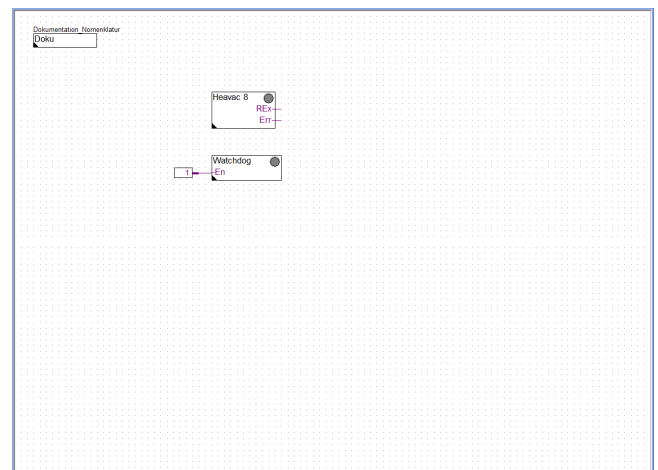 Dokumentation_Nomenklatur
Doku
Heavac 8
REx
Err
Watchdog
1
En